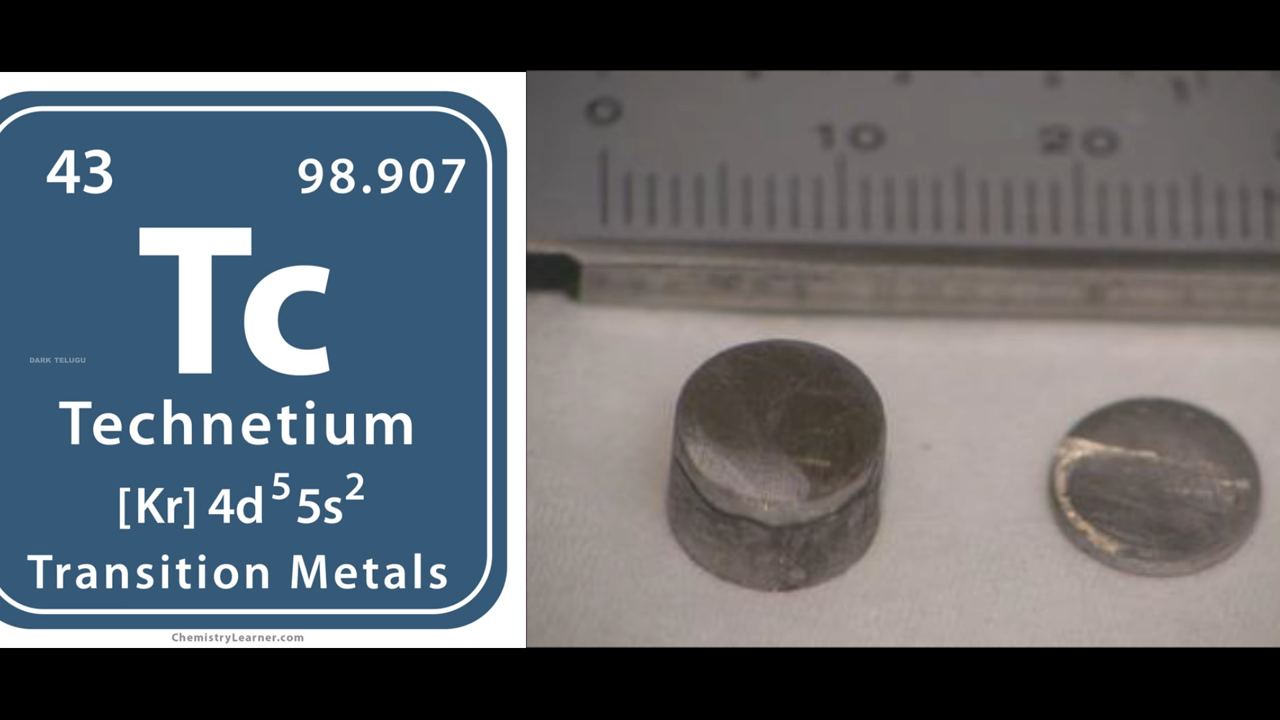 43
98.907
Tc
DARK TELUGU
Technetium
[Kr] 4d⁵5s²
Transition Metals
ChemistryLearner.com
0
10
20